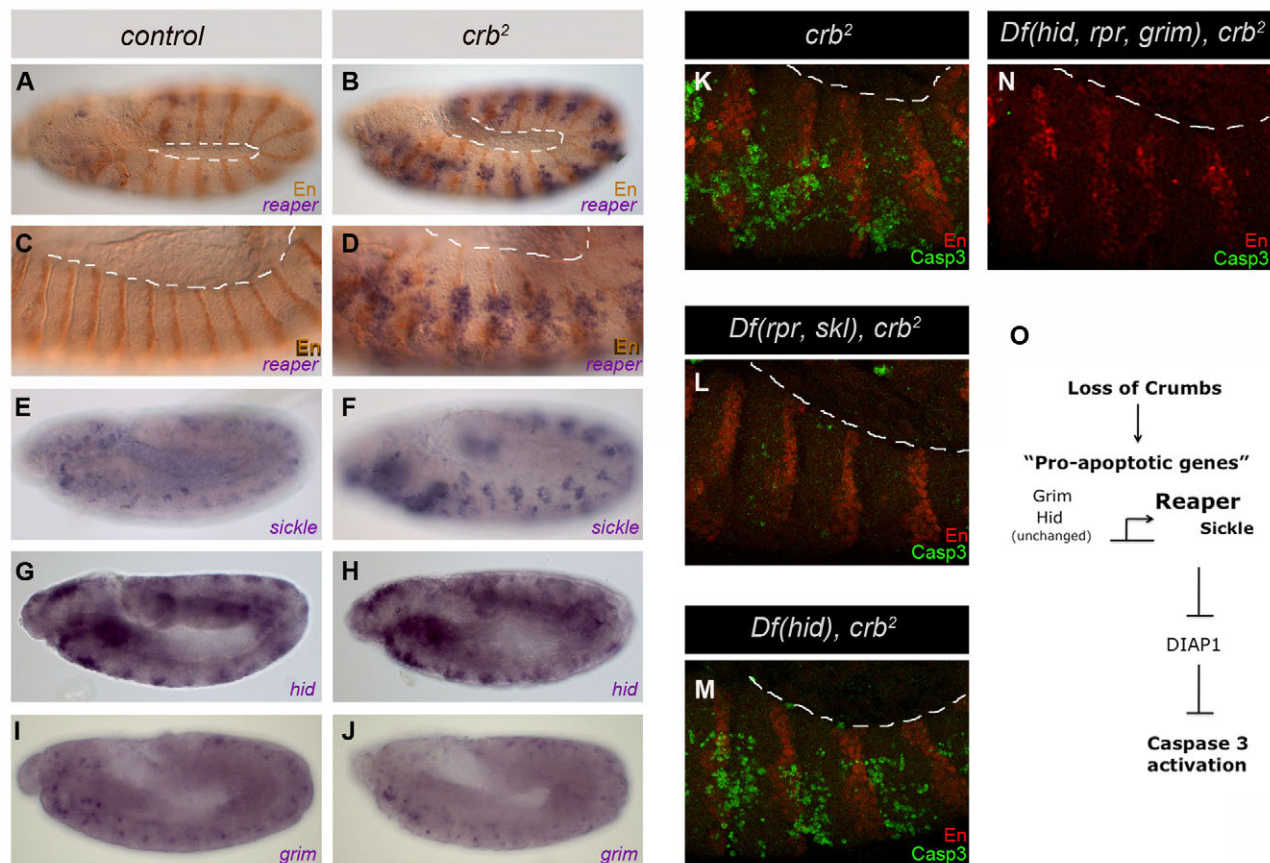 control
crb²
A
En
reaper
B
En
reaper
C
En
reaper
D
En
reaper
E
sickle
F
sickle
G
hid
H
hid
I
grim
J
grim
crb²
Df(hid, rpr, grim), crb²
K
En
Casp3
N
En
Casp3
Df(rpr, skl), crb²
L
En
Casp3
Df(hid), crb²
M
En
Casp3
O
Loss of Crumbs
"Pro-apoptotic genes"
Grim
Hid
(unchanged)
Reaper
Sickle
DIAP1
Caspase 3
activation